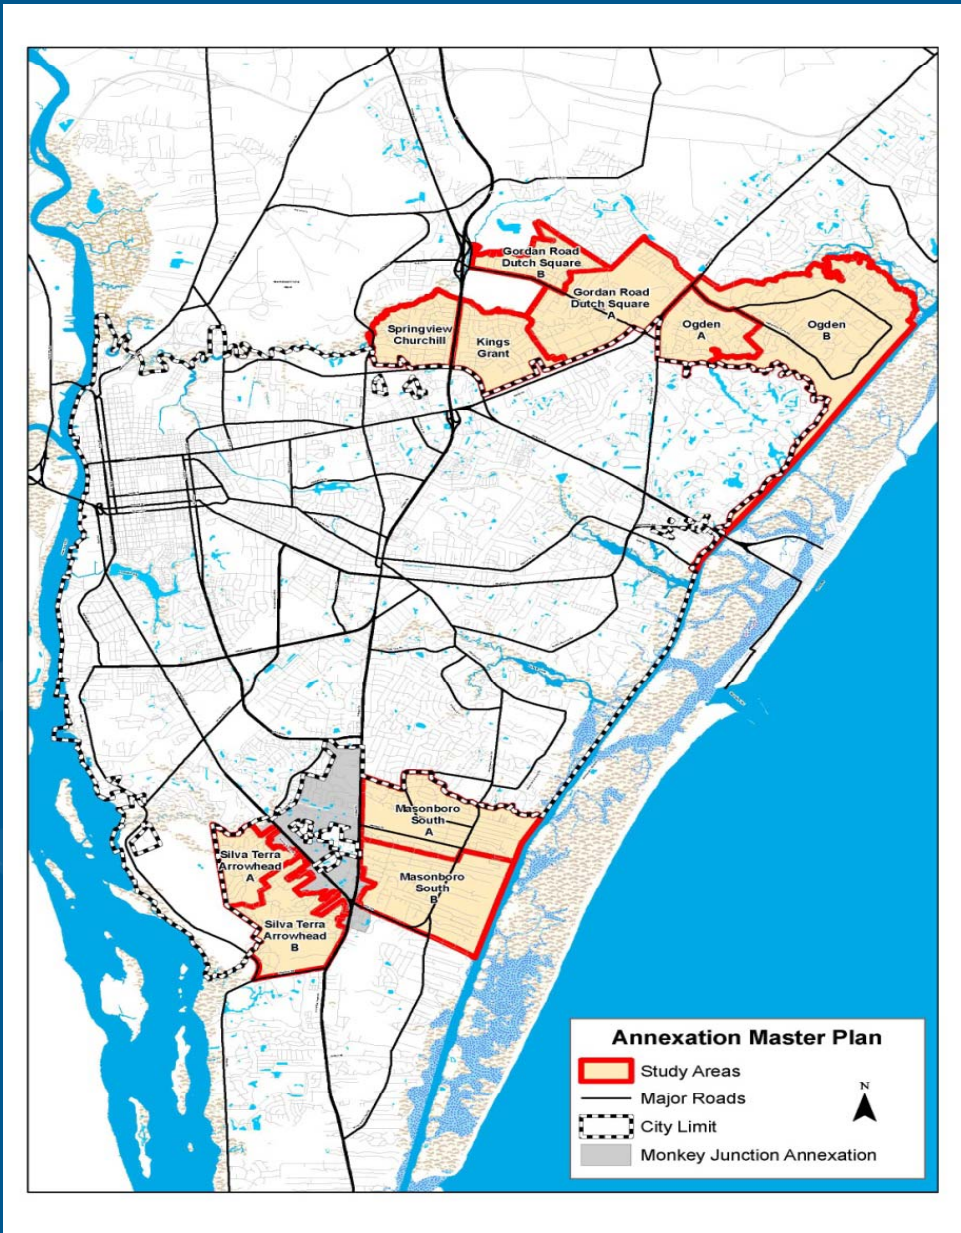 Gordan Road
Dutch Square
B
Gordan Road
Dutch Square
A
Springview
Churchill
Kings
Grant
Ogden
A
Ogden
B
Masonboro
South
A
Masonboro
South
B
Silva Terra
Arrowhead
A
Silva Terra
Arrowhead
B
Annexation Master Plan
Study Areas
Major Roads
City Limit
Monkey Junction Annexation
N